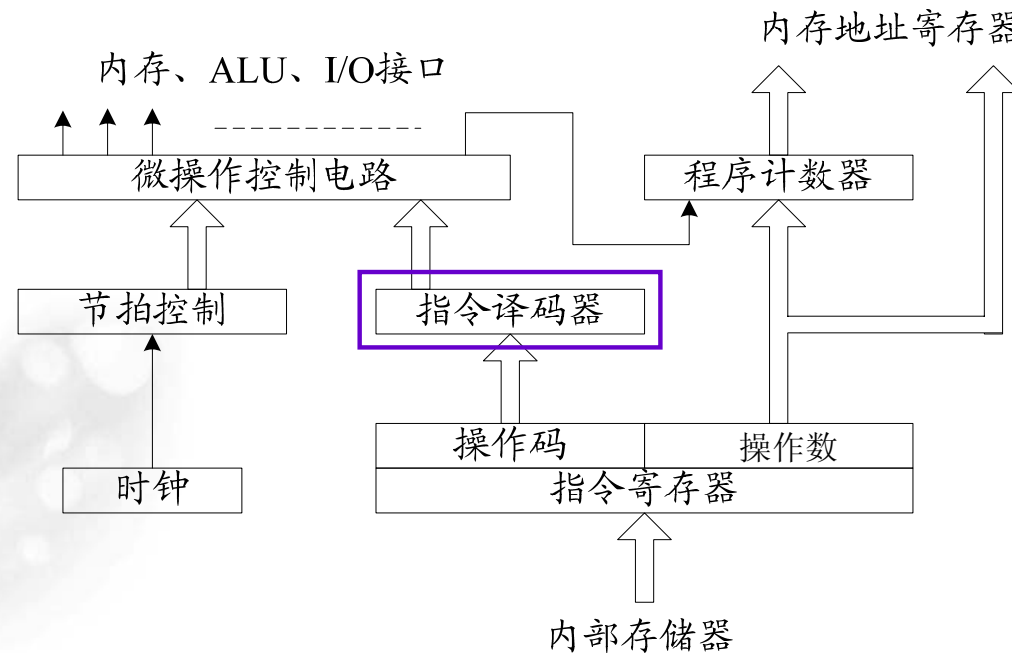 内存地址寄存器
内存、ALU、I/O接口
微操作控制电路
程序计数器
节拍控制
指令译码器
操作码
操作数
时钟
指令寄存器
内部存储器